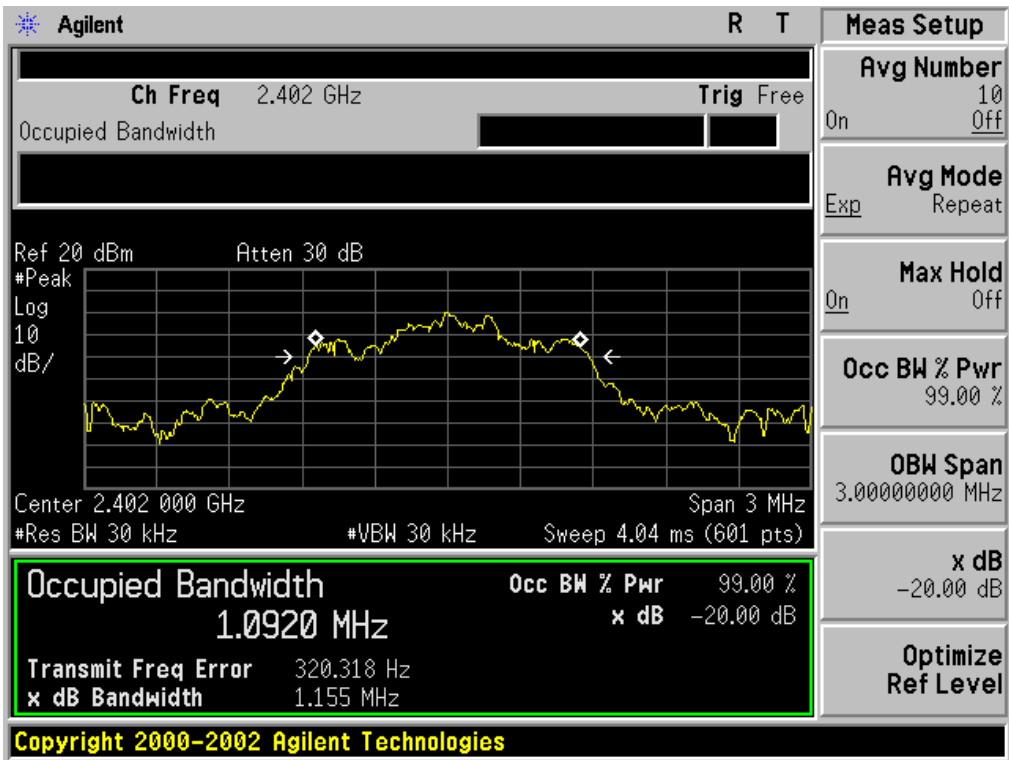 Agilent R T
Ch Freq 2.402 GHz Trig Free
Occupied Bandwidth
Ref 20 dBm Atten 30 dB
#Peak
Log
10
dB/
Center 2.402 000 GHz Span 3 MHz
#Res BW 30 kHz #VBW 30 kHz Sweep 4.04 ms (601 pts)
Occupied Bandwidth Occ BW % Pwr 99.00 %
1.0920 MHz x dB -20.00 dB
Transmit Freq Error 320.318 Hz
x dB Bandwidth 1.155 MHz
Copyright 2000-2002 Agilent Technologies
Meas Setup
Avg Number
10
On Off
Avg Mode
Exp Repeat
Max Hold
On Off
Occ BW % Pwr
99.00 %
OBW Span
3.00000000 MHz
x dB
-20.00 dB
Optimize
Ref Level